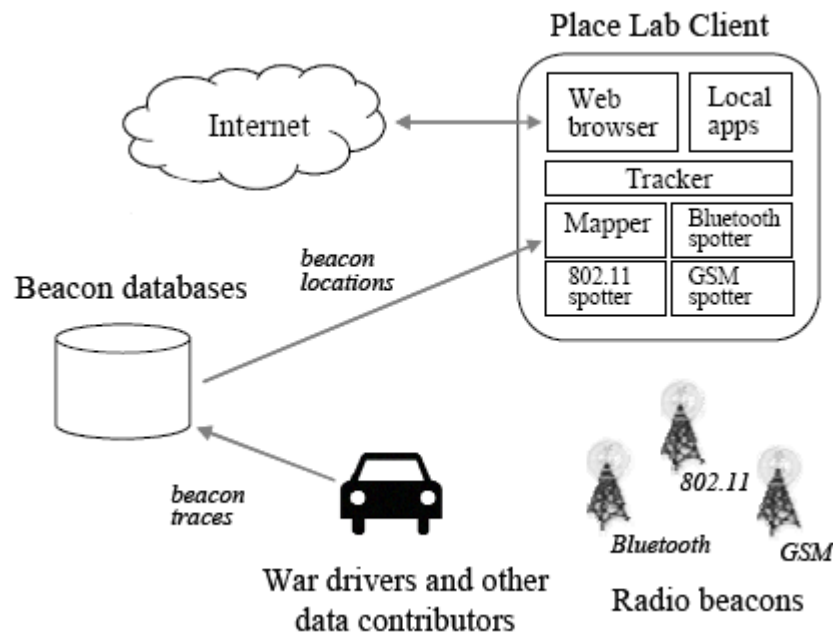 Place Lab Client
Internet
Web
browser
Local
apps
Tracker
Mapper
Bluetooth
spotter
802.11
spotter
GSM
spotter
beacon
locations
Beacon databases
beacon
traces
War drivers and other
data contributors
802.11
Bluetooth
GSM
Radio beacons